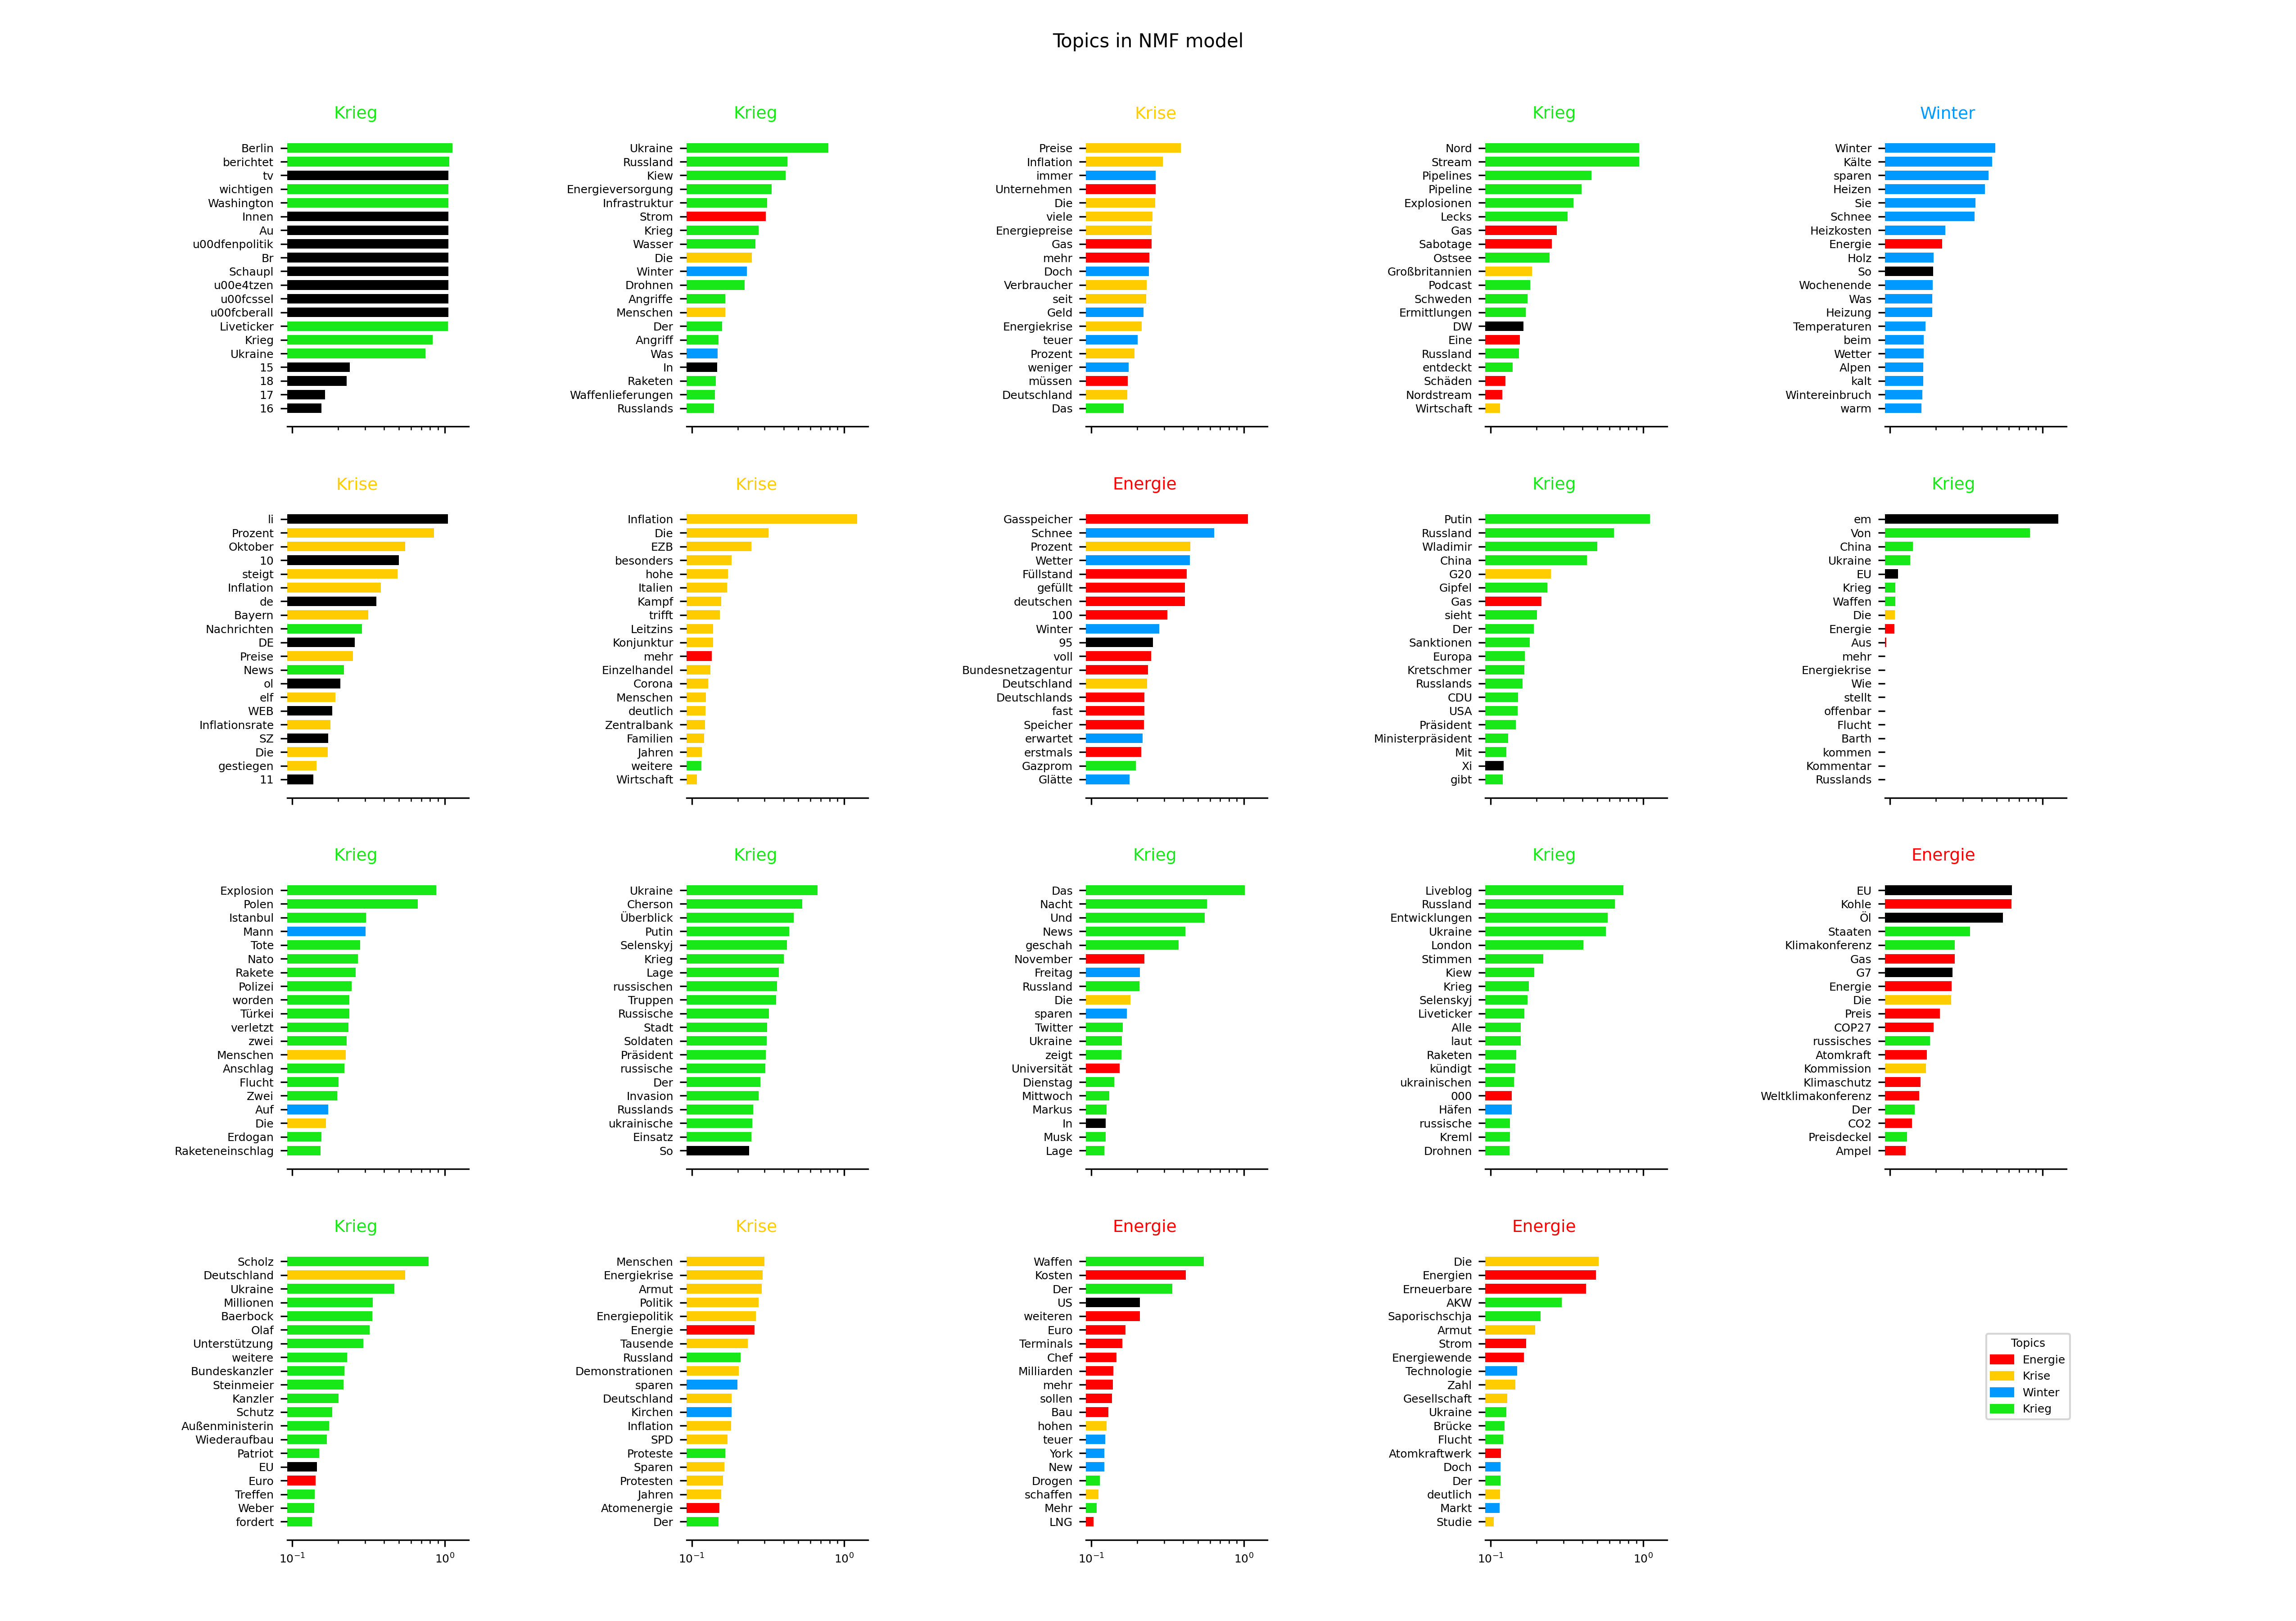 Topics in NMF model
Krieg
Berlin
berichtet
tv
wichtigen
Washington
Innen
Au
u00dfenpolitik
Br
Schaupl
u00e4tzen
u00fcssel
u00fcberall
Liveticker
Krieg
Ukraine
15
18
17
16
Krieg
Ukraine
Russland
Kiew
Energieversorgung
Infrastruktur
Strom
Krieg
Wasser
Die
Winter
Drohnen
Angriffe
Menschen
Der
Angriff
Was
In
Raketen
Waffenlieferungen
Russlands
Krise
Preise
Inflation
immer
Unternehmen
Die
viele
Energiepreise
Gas
mehr
Doch
Verbraucher
seit
Geld
Energiekrise
teuer
Prozent
weniger
müssen
Deutschland
Das
Krieg
Nord
Stream
Pipelines
Pipeline
Explosionen
Lecks
Gas
Sabotage
Ostsee
Großbritannien
Podcast
Schweden
Ermittlungen
DW
Eine
Russland
entdeckt
Schäden
Nordstream
Wirtschaft
Winter
Winter
Kälte
sparen
Heizen
Sie
Schnee
Heizkosten
Energie
Holz
So
Wochenende
Was
Heizung
Temperaturen
beim
Wetter
Alpen
kalt
Wintereinbruch
warm
Krise
li
Prozent
Oktober
10
steigt
Inflation
de
Bayern
Nachrichten
DE
Preise
News
ol
elf
WEB
Inflationsrate
SZ
Die
gestiegen
11
Krise
Inflation
Die
EZB
besonders
hohe
Italien
Kampf
trifft
Leitzins
Konjunktur
mehr
Einzelhandel
Corona
Menschen
deutlich
Zentralbank
Familien
Jahren
weitere
Wirtschaft
Energie
Gasspeicher
Schnee
Prozent
Wetter
Füllstand
gefüllt
deutschen
100
Winter
95
voll
Bundesnetzagentur
Deutschland
Deutschlands
fast
Speicher
erwartet
erstmals
Gazprom
Glätte
Krieg
Putin
Russland
Wladimir
China
G20
Gipfel
Gas
sieht
Der
Sanktionen
Europa
Kretschmer
Russlands
CDU
USA
Präsident
Ministerpräsident
Mit
Xi
gibt
Krieg
em
Von
China
Ukraine
EU
Krieg
Waffen
Die
Energie
Aus
mehr
Energiekrise
Wie
stellt
offenbar
Flucht
Barth
kommen
Kommentar
Russlands
Krieg
Explosion
Polen
Istanbul
Mann
Tote
Nato
Rakete
Polizei
worden
Türkei
verletzt
zwei
Menschen
Anschlag
Flucht
Zwei
Auf
Die
Erdogan
Raketeneinschlag
Krieg
Ukraine
Cherson
Überblick
Putin
Selenskyj
Krieg
Lage
russischen
Truppen
Russische
Stadt
Soldaten
Präsident
russische
Der
Invasion
Russlands
ukrainische
Einsatz
So
Krieg
Das
Nacht
Und
News
geschah
November
Freitag
Russland
Die
sparen
Twitter
Ukraine
zeigt
Universität
Dienstag
Mittwoch
Markus
In
Musk
Lage
Krieg
Liveblog
Russland
Entwicklungen
Ukraine
London
Stimmen
Kiew
Krieg
Selenskyj
Liveticker
Alle
laut
Raketen
kündigt
ukrainischen
000
Häfen
russische
Kreml
Drohnen
Energie
EU
Kohle
Öl
Staaten
Klimakonferenz
Gas
G7
Energie
Die
Preis
COP27
russisches
Atomkraft
Kommission
Klimaschutz
Weltklimakonferenz
Der
CO2
Preisdeckel
Ampel
Krieg
Scholz
Deutschland
Ukraine
Millionen
Baerbock
Olaf
Unterstützung
weitere
Bundeskanzler
Steinmeier
Kanzler
Schutz
Außenministerin
Wiederaufbau
Patriot
EU
Euro
Treffen
Weber
fordert
10⁻¹ 10⁰
Krise
Menschen
Energiekrise
Armut
Politik
Energiepolitik
Energie
Tausende
Russland
Demonstrationen
sparen
Deutschland
Kirchen
Inflation
SPD
Proteste
Sparen
Protesten
Jahren
Atomenergie
Der
10⁻¹ 10⁰
Energie
Waffen
Kosten
Der
US
weiteren
Euro
Terminals
Chef
Milliarden
mehr
sollen
Bau
hohen
teuer
York
New
Drogen
schaffen
Mehr
LNG
10⁻¹ 10⁰
Energie
Die
Energien
Erneuerbare
AKW
Saporischschja
Armut
Strom
Energiewende
Technologie
Zahl
Gesellschaft
Ukraine
Brücke
Flucht
Atomkraftwerk
Doch
Der
deutlich
Markt
Studie
10⁻¹ 10⁰
Topics
Energie
Krise
Winter
Krieg